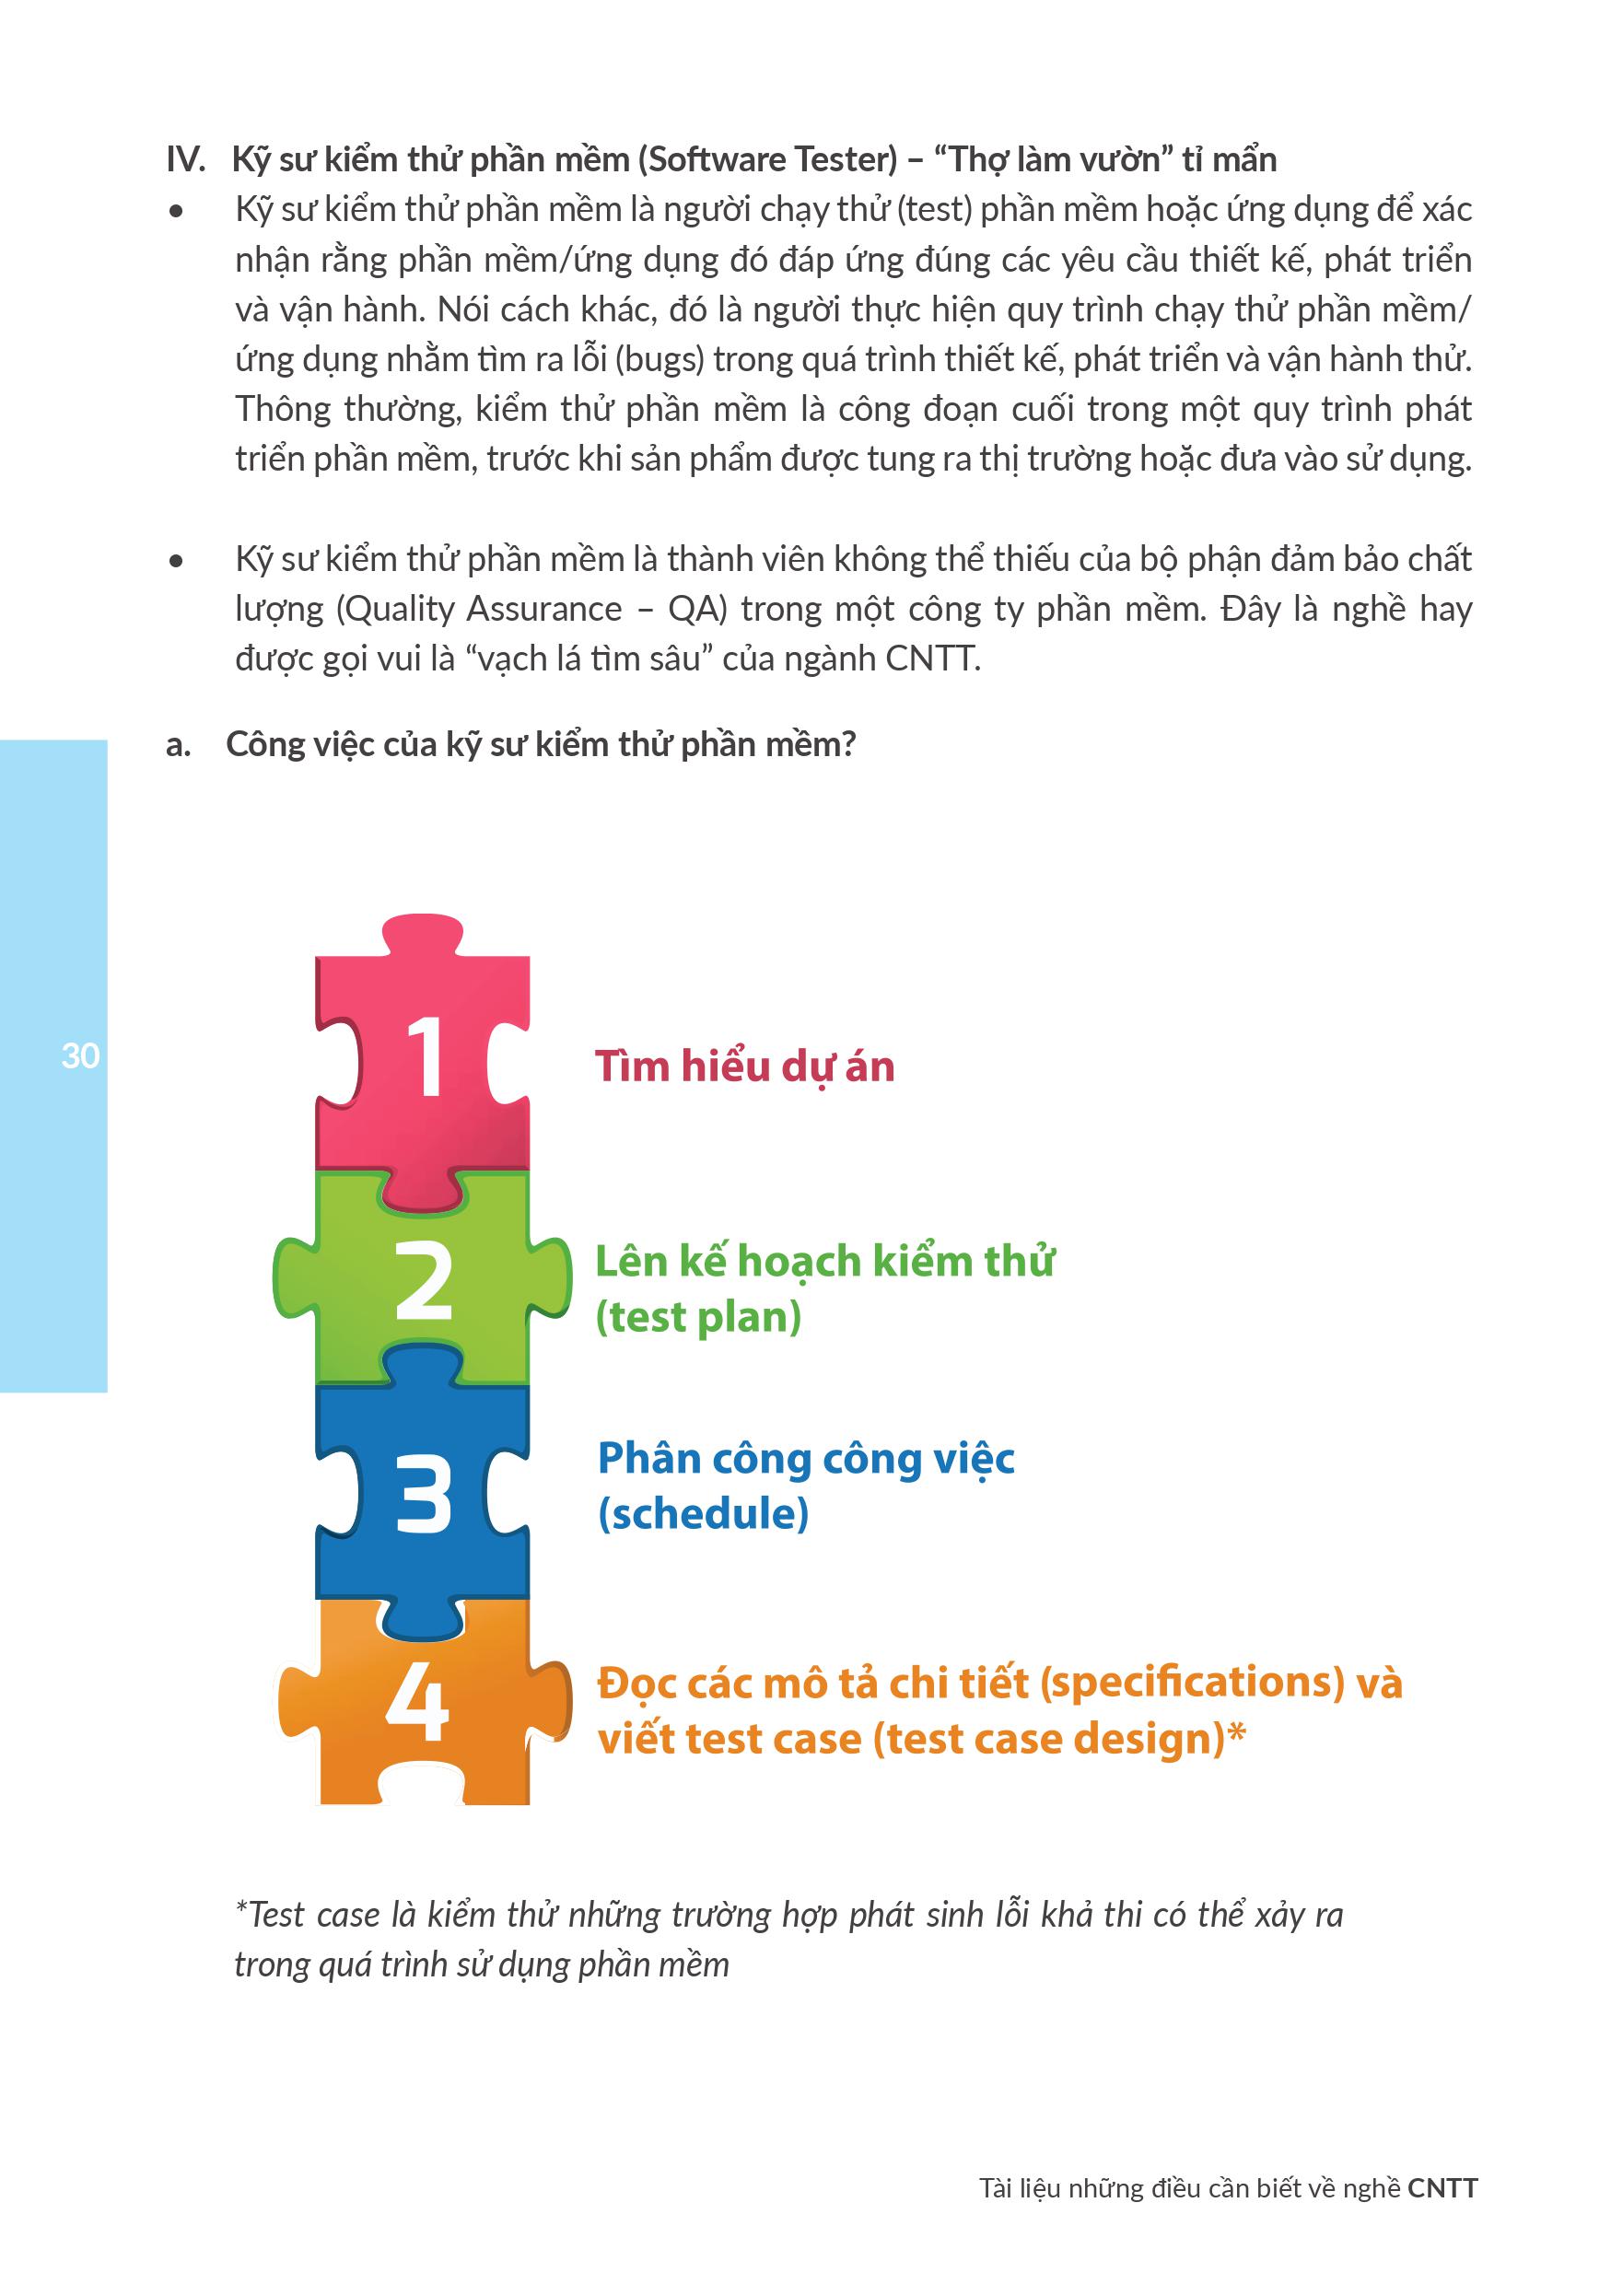 IV. Kỹ sư kiểm thử phần mềm (Software Tester) – “Thợ làm vườn” tỉ mẩn
• Kỹ sư kiểm thử phần mềm là người chạy thử (test) phần mềm hoặc ứng dụng để xác
nhận rằng phần mềm/ứng dụng đó đáp ứng đúng các yêu cầu thiết kế, phát triển
và vận hành. Nói cách khác, đó là người thực hiện quy trình chạy thử phần mềm/
ứng dụng nhằm tìm ra lỗi (bugs) trong quá trình thiết kế, phát triển và vận hành thử.
Thông thường, kiểm thử phần mềm là công đoạn cuối trong một quy trình phát
triển phần mềm, trước khi sản phẩm được tung ra thị trường hoặc đưa vào sử dụng.
• Kỹ sư kiểm thử phần mềm là thành viên không thể thiếu của bộ phận đảm bảo chất
lượng (Quality Assurance – QA) trong một công ty phần mềm. Đây là nghề hay
được gọi vui là “vạch lá tìm sâu” của ngành CNTT.
a. Công việc của kỹ sư kiểm thử phần mềm?
30
1
Tìm hiểu dự án
2
Lên kế hoạch kiểm thử
(test plan)
3
Phân công công việc
(schedule)
4
Đọc các mô tả chi tiết (specifications) và
viết test case (test case design)*
*Test case là kiểm thử những trường hợp phát sinh lỗi khả thi có thể xảy ra
trong quá trình sử dụng phần mềm
Tài liệu những điều cần biết về nghề CNTT